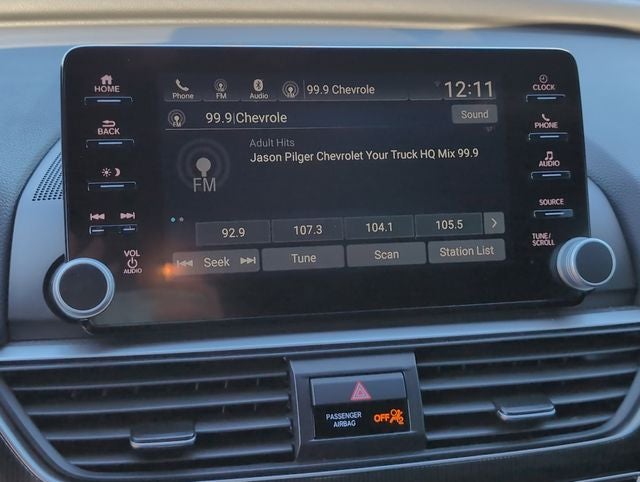 HOME
BACK
VOL
AUDIO
Phone FM Audio 99.9 Chevrole 12:11
FM 99.9 Chevrole Sound
Adult Hits
Jason Pilger Chevrolet Your Truck HQ Mix 99.9
FM
92.9 107.3 104.1 105.5
Seek Tune Scan Station List
CLOCK
PHONE
AUDIO
SOURCE
TUNE/
SCROLL
PASSENGER
AIRBAG
OFF
2